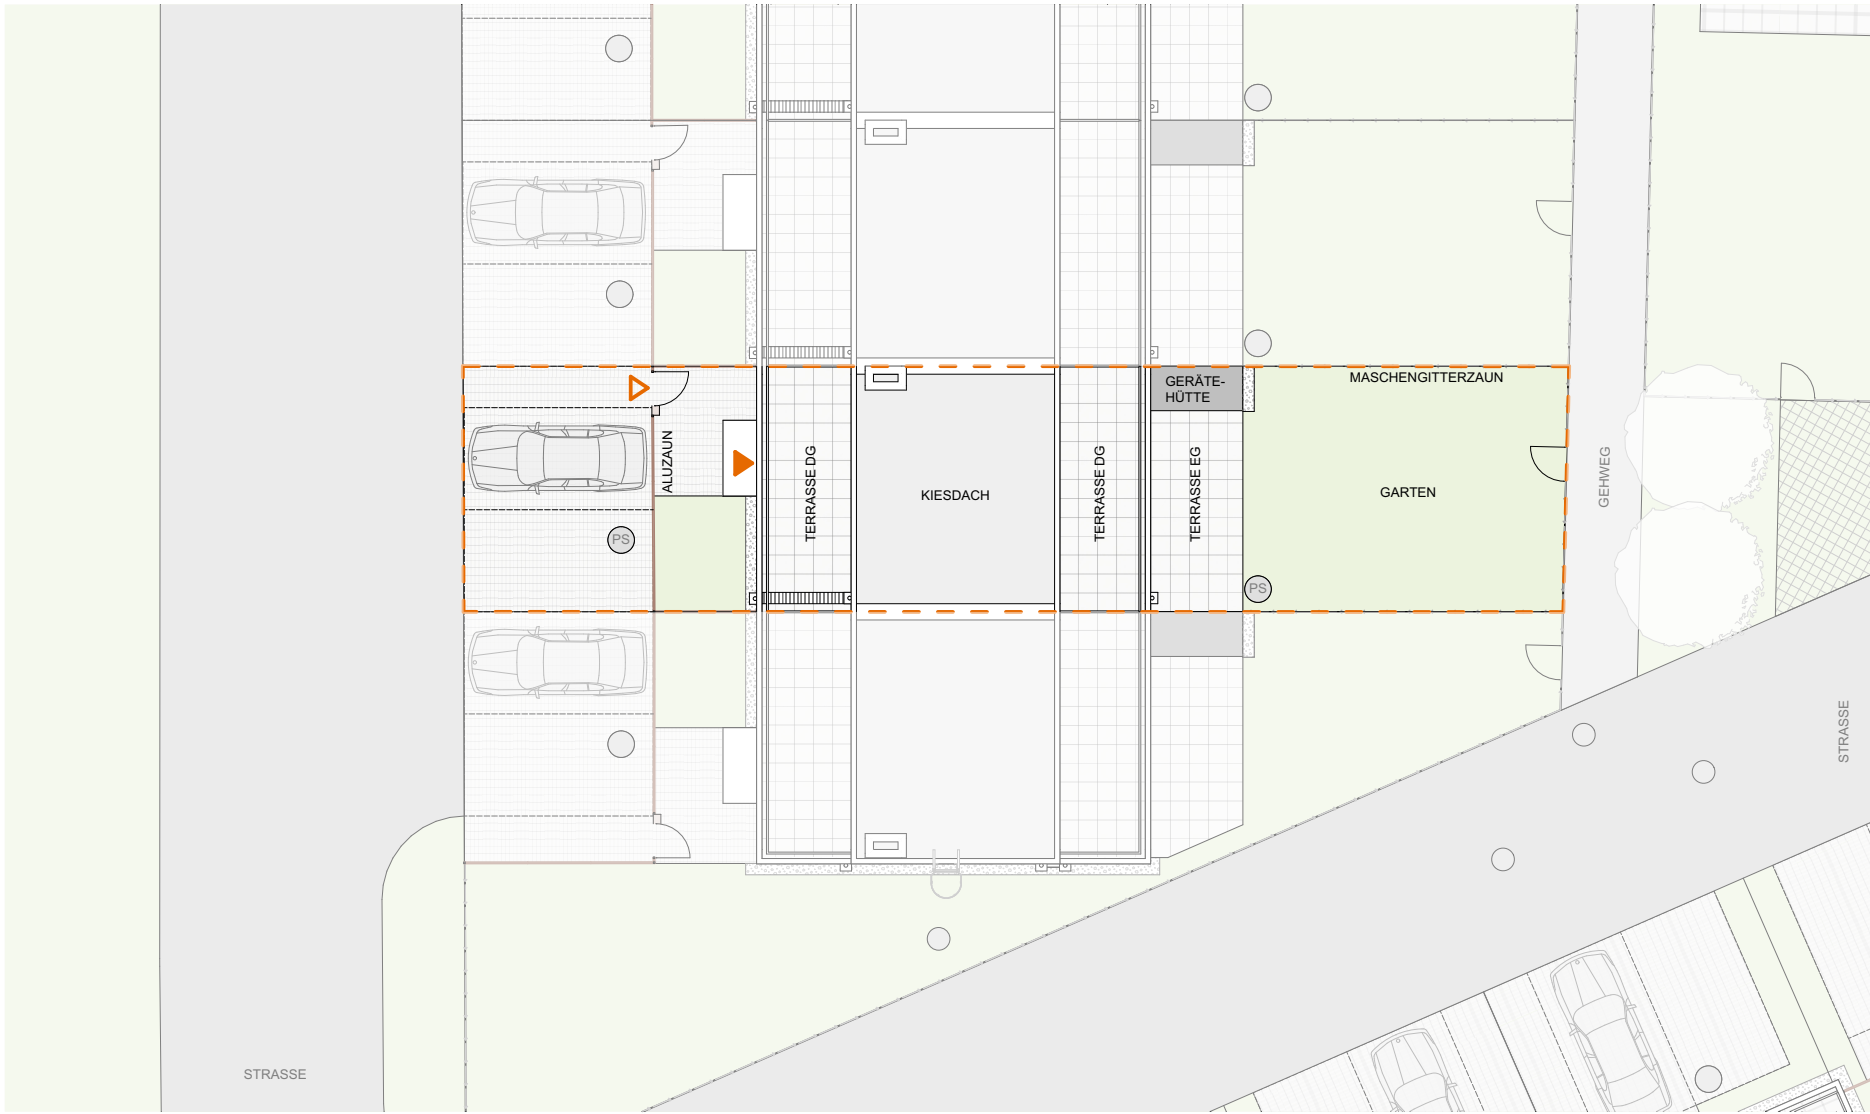 GERÄTE-
HÜTTE
MASCHENGITTERZAUN
ALUZAUN
TERRASSE DG
KIESDACH
TERRASSE DG
TERRASSE EG
GARTEN
GEHWEG
PS
PS
STRASSE
STRASSE